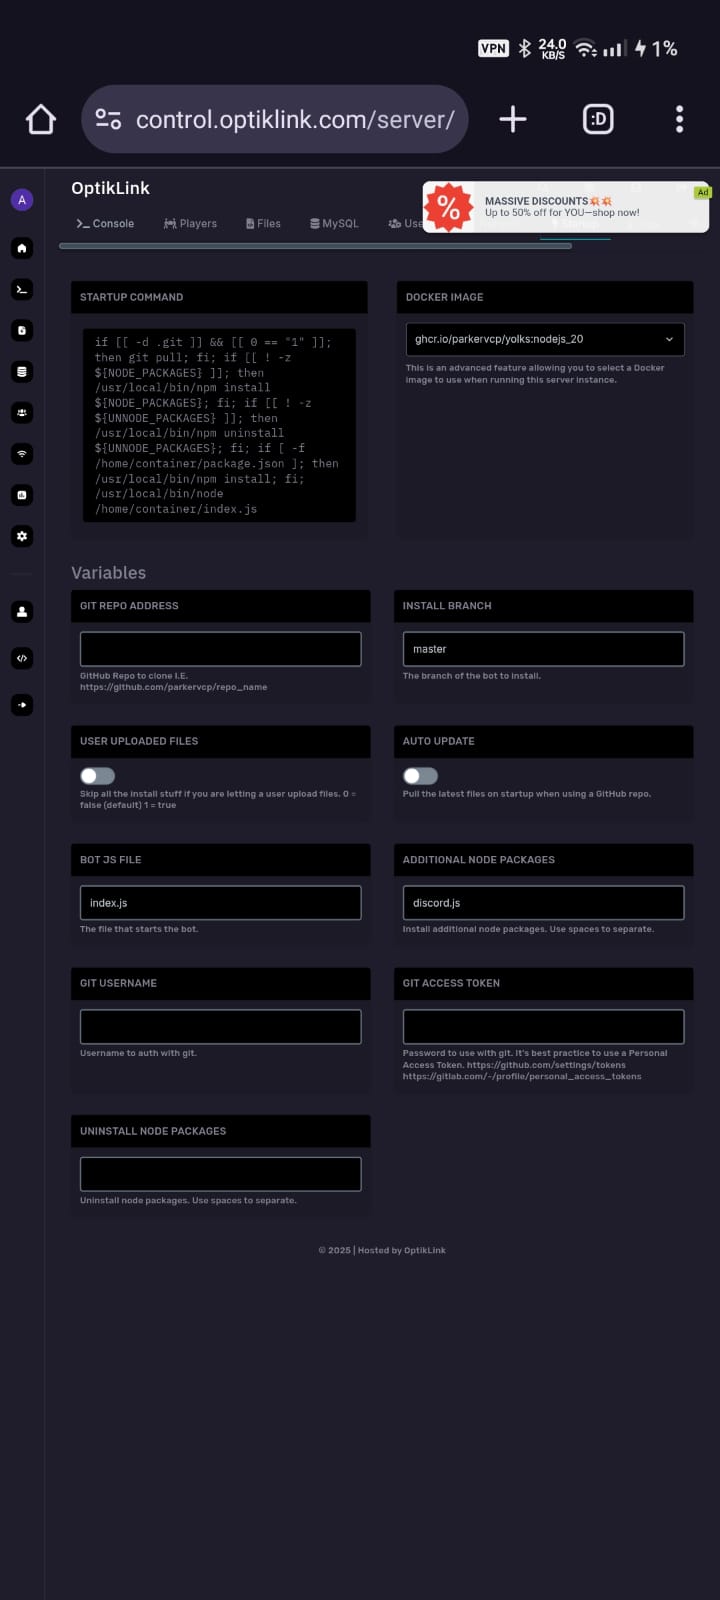 VPN 24.0 KB/S 1%
control.optiklink.com/server/
:D
A
OptikLink
MASSIVE DISCOUNTS💥💥
Ad
Up to 50% off for YOU—shop now!
Console Players Files MySQL Use
STARTUP COMMAND
if [[ -d .git ]] && [[ 0 == "1" ]];
then git pull; fi; if [[ ! -z
${NODE_PACKAGES} ]]; then
/usr/local/bin/npm install
${NODE_PACKAGES}; fi; if [[ ! -z
${UNNODE_PACKAGES} ]]; then
/usr/local/bin/npm uninstall
${UNNODE_PACKAGES}; fi; if [ -f
/home/container/package.json ]; then
/usr/local/bin/npm install; fi;
/usr/local/bin/node
/home/container/index.js
DOCKER IMAGE
ghcr.io/parkervcp/yolks:nodejs_20
This is an advanced feature allowing you to select a Docker
image to use when running this server instance.
Variables
GIT REPO ADDRESS
GitHub Repo to clone I.E.
https://github.com/parkervcp/repo_name
INSTALL BRANCH
master
The branch of the bot to install.
USER UPLOADED FILES
Skip all the install stuff if you are letting a user upload files. 0 =
false (default) 1 = true
AUTO UPDATE
Pull the latest files on startup when using a GitHub repo.
BOT JS FILE
index.js
The file that starts the bot.
ADDITIONAL NODE PACKAGES
discord.js
Install additional node packages. Use spaces to separate.
GIT USERNAME
Username to auth with git.
GIT ACCESS TOKEN
Password to use with git. It's best practice to use a Personal
Access Token. https://github.com/settings/tokens
https://gitlab.com/-/profile/personal_access_tokens
UNINSTALL NODE PACKAGES
Uninstall node packages. Use spaces to separate.
© 2025 | Hosted by OptikLink